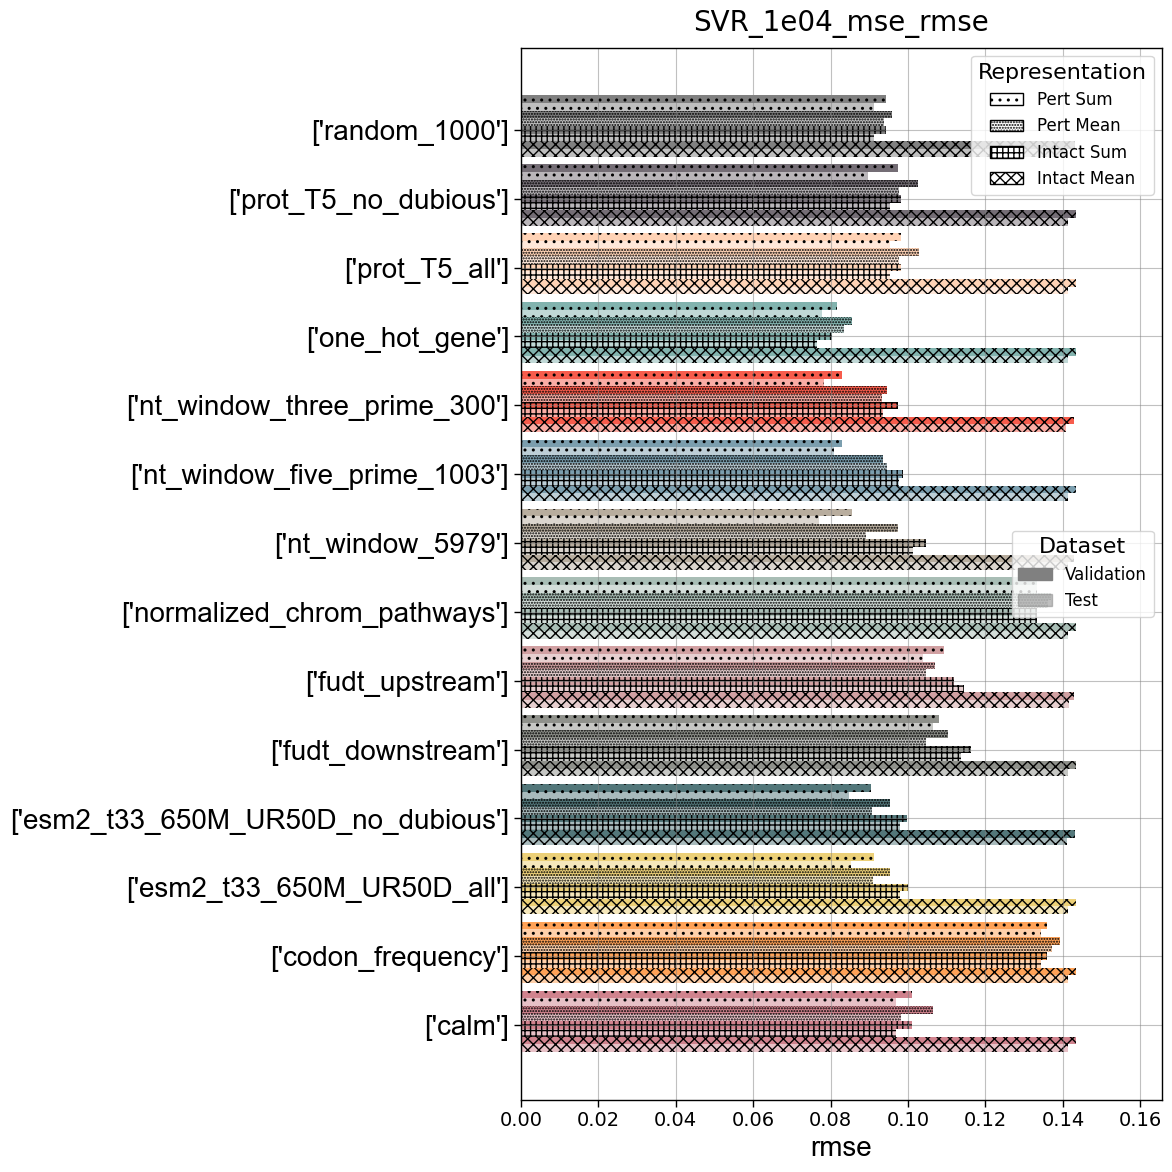 SVR_1e04_mse_rmse
Representation
Pert Sum
Pert Mean
Intact Sum
Intact Mean
['random_1000']
['prot_T5_no_dubious']
['prot_T5_all']
['one_hot_gene']
['nt_window_three_prime_300']
['nt_window_five_prime_1003']
['nt_window_5979']
Dataset
Validation
Test
['normalized_chrom_pathways']
['fudt_upstream']
['fudt_downstream']
['esm2_t33_650M_UR50D_no_dubious']
['esm2_t33_650M_UR50D_all']
['codon_frequency']
['calm']
0.00 0.02 0.04 0.06 0.08 0.10 0.12 0.14 0.16
rmse